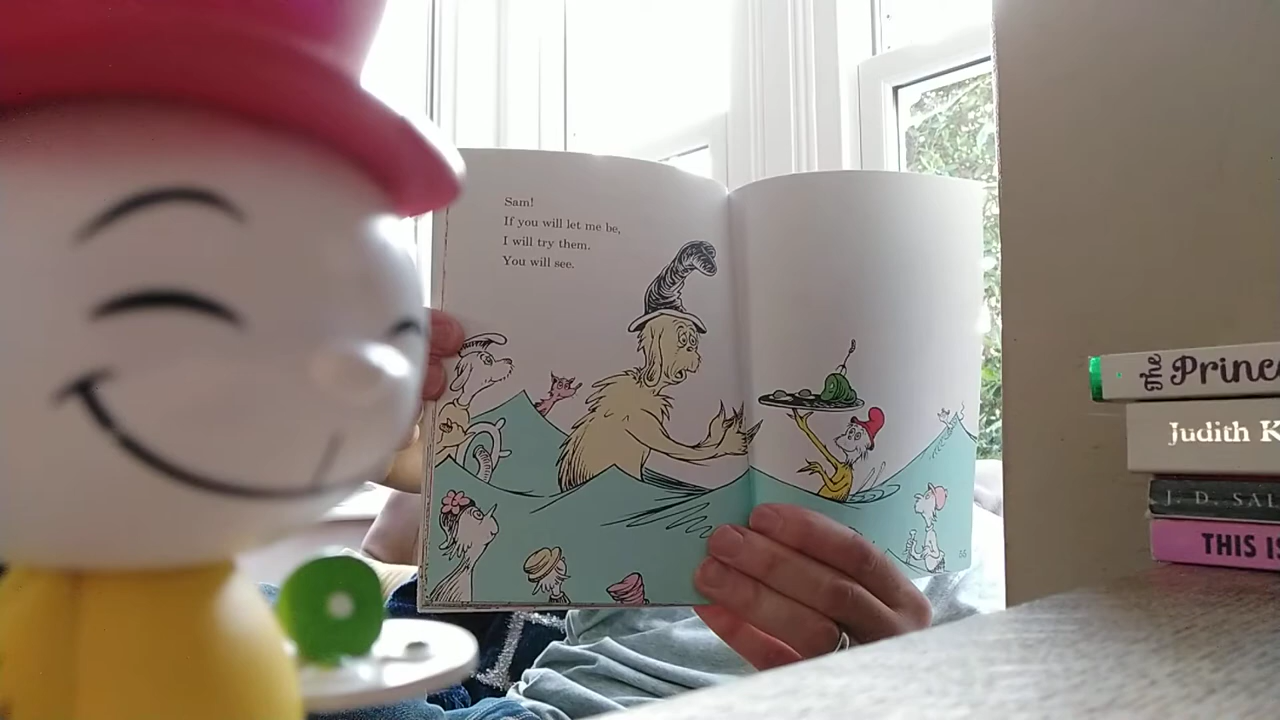 Sam!
If you will let me be,
I will try them.
You will see.
55
The Prince
Judith K
J. D. SAL
THIS IS